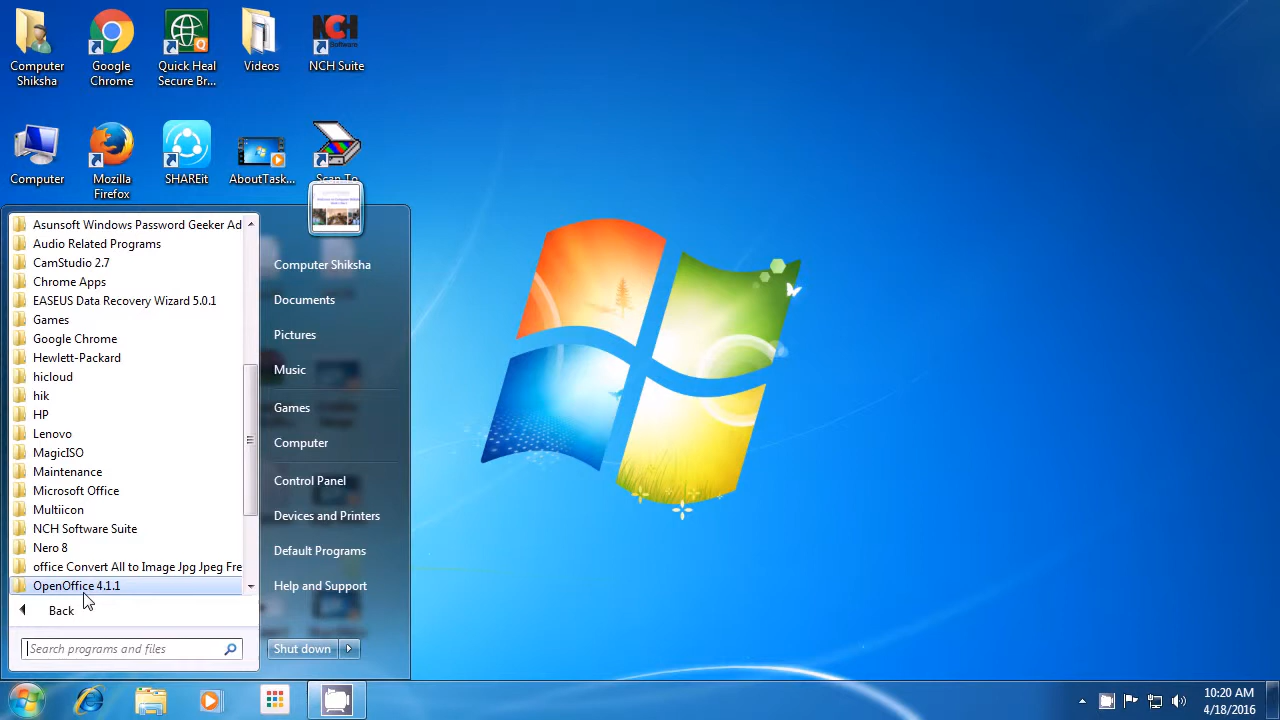 Computer
Shiksha
Google
Chrome
Quick Heal
Secure Br...
Videos
NCH
Software
NCH Suite
Computer
Mozilla
Firefox
SHAREit
AboutTask...
Scan To
Asunsoft Windows Password Geeker Ad
Audio Related Programs
CamStudio 2.7
Chrome Apps
EASEUS Data Recovery Wizard 5.0.1
Games
Google Chrome
Hewlett-Packard
hicloud
hik
HP
Lenovo
MagicISO
Maintenance
Microsoft Office
Multiicon
NCH Software Suite
Nero 8
office Convert All to Image Jpg Jpeg Fre
OpenOffice 4.1.1
Back
Search programs and files
Computer Shiksha
Documents
Pictures
Music
Games
Computer
Control Panel
Devices and Printers
Default Programs
Help and Support
Shut down
10:20 AM
4/18/2016